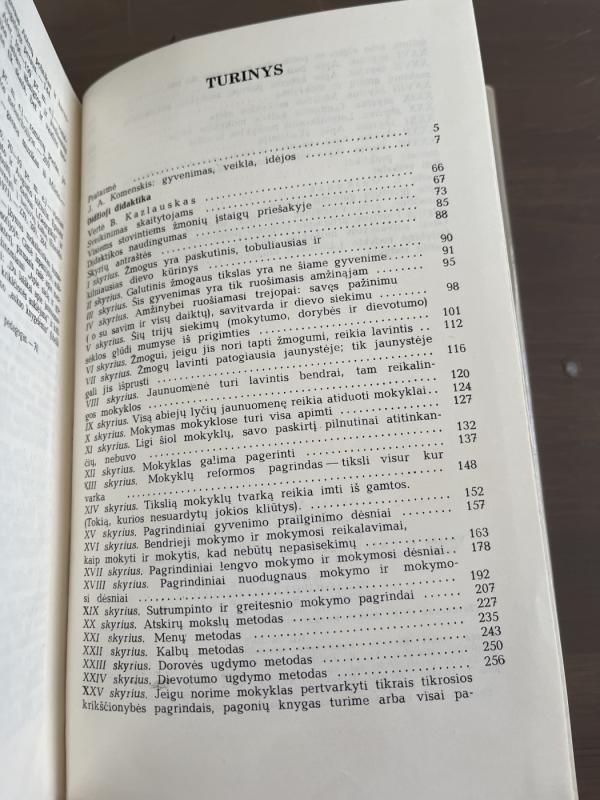 TURINYS
Pratarmė . . . 5
J. A. Komenskis: gyvenimas, veikla, idėjos . . . 7
Didžioji didaktika
Vertė B. Kazlauskas . . . 66
Sveikinimas skaitytojams . . . 67
Visiems stovintiems žmonių įstaigų priešakyje . . . 73
Didaktikos naudingumas . . . 85
Skyrių antraštės . . . 88
I skyrius. Žmogus yra paskutinis, tobuliausias ir
kilniausias dievo kūrinys . . . 90
II skyrius. Galutinis žmogaus tikslas yra ne šiame gyvenime . . . 91
III skyrius. Šis gyvenimas yra tik ruošimasis amžinajam . . . 95
IV skyrius. Amžinybei ruošiamasi trejopai: savęs pažinimu
( o su savim ir visų daiktų), savitvarda ir dievo siekimu . . . 98
V skyrius. Šių trijų siekimų (mokytumo, dorybės ir dievotumo)
sėklos glūdi mumyse iš prigimties . . . 101
VI skyrius. Žmogui, jeigu jis nori tapti žmogumi, reikia lavintis . . 112
VII skyrius. Žmogų lavinti patogiausia jaunystėje; tik jaunystėje
gali jis išprusti . . . 116
VIII skyrius. Jaunuomenė turi lavintis bendrai, tam reikalin-
gos mokyklos . . . 120
IX skyrius. Visą abiejų lyčių jaunuomenę reikia atiduoti mokyklai . . . 124
X skyrius. Mokymas mokyklose turi visa apimti . . . 127
XI skyrius. Ligi šiol mokyklų, savo paskirtį pilnutinai atitinkan-
čių, nebuvo . . . 132
XII skyrius. Mokyklas galima pagerinti . . . 137
XIII skyrius. Mokyklų reformos pagrindas — tiksli visur kur
tvarka . . . 148
XIV skyrius. Tikslią mokyklų tvarką reikia imti iš gamtos.
(Tokią, kurios nesuardytų jokios kliūtys). . . . 152
XV skyrius. Pagrindiniai gyvenimo prailginimo dėsniai . . . 157
XVI skyrius. Bendrieji mokymo ir mokymosi reikalavimai,
kaip mokyti ir mokytis, kad nebūtų nepasisekimų . . . 163
XVII skyrius. Pagrindiniai lengvo mokymo ir mokymosi dėsniai . . 178
XVIII skyrius. Pagrindiniai nuodugnaus mokymo ir mokymo-
si dėsniai . . . 192
XIX skyrius. Sutrumpinto ir greitesnio mokymo pagrindai . . . 207
XX skyrius. Atskirų mokslų metodas . . . 227
XXI skyrius. Menų metodas . . . 235
XXII skyrius. Kalbų metodas . . . 243
XXIII skyrius. Dorovės ugdymo metodas . . . 250
XXIV skyrius. Dievotumo ugdymo metodas . . . 256
XXV skyrius. Jeigu norime mokyklas pertvarkyti tikrais tikrosios
krikščionybės pagrindais, pagonių knygas turime arba visai pa-